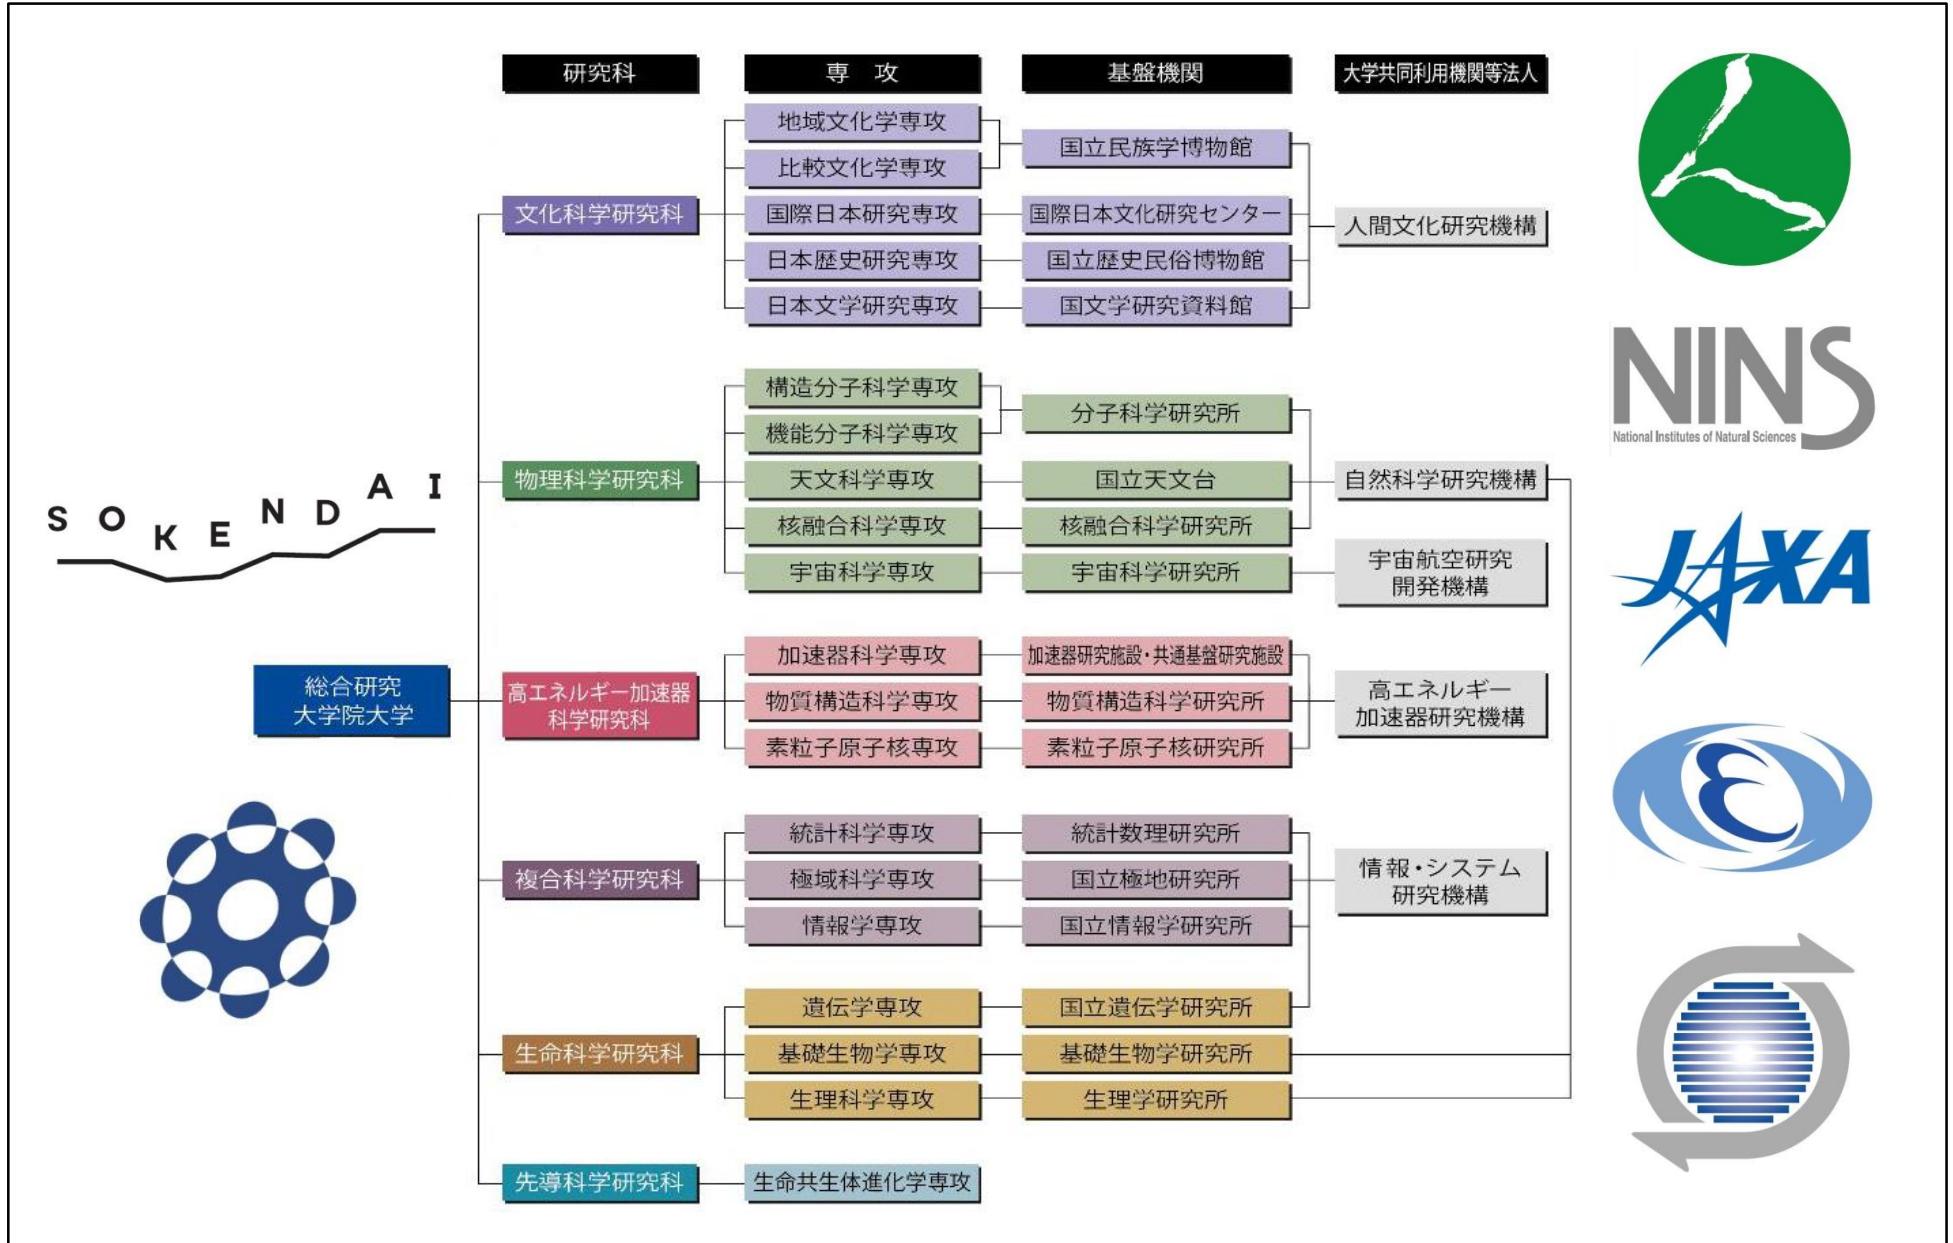 研究科
専　攻
基盤機関
大学共同利用機関等法人
地域文化学専攻
比較文化学専攻
国立民族学博物館
文化科学研究科
国際日本研究専攻
国際日本文化研究センター
人間文化研究機構
日本歴史研究専攻
国立歴史民俗博物館
日本文学研究専攻
国文学研究資料館
NINS
National Institutes of Natural Sciences
構造分子科学専攻
機能分子科学専攻
分子科学研究所
SOKENDAI
物理科学研究科
天文科学専攻
国立天文台
自然科学研究機構
核融合科学専攻
核融合科学研究所
宇宙科学専攻
宇宙科学研究所
宇宙航空研究
開発機構
JAXA
総合研究
大学院大学
高エネルギー加速器
科学研究科
加速器科学専攻
加速器研究施設・共通基盤研究施設
物質構造科学専攻
物質構造科学研究所
高エネルギー
加速器研究機構
素粒子原子核専攻
素粒子原子核研究所
統計科学専攻
統計数理研究所
複合科学研究科
極域科学専攻
国立極地研究所
情報・システム
研究機構
情報学専攻
国立情報学研究所
遺伝学専攻
国立遺伝学研究所
生命科学研究科
基礎生物学専攻
基礎生物学研究所
生理科学専攻
生理学研究所
先導科学研究科
生命共生体進化学専攻